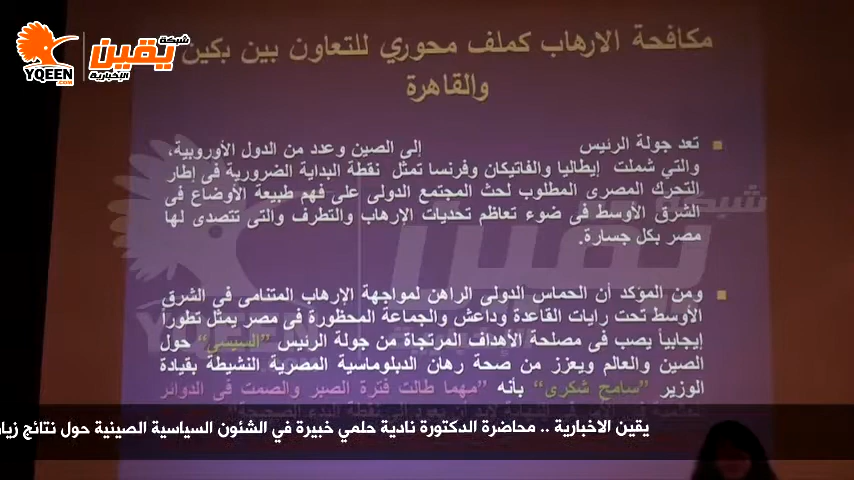 شبكة
يقين
الإخبارية
YQEEN
.COM
مكافحة الارهاب كملف محوري للتعاون بين بكين
والقاهرة
تعد جولة الرئيس إلى الصين وعدد من الدول الأوروبية،
والتي شملت إيطاليا والفاتيكان وفرنسا تمثل نقطة البداية الضرورية فى إطار
التحرك المصرى المطلوب لحث المجتمع الدولى على فهم طبيعة الأوضاع فى
الشرق الأوسط فى ضوء تعاظم تحديات الإرهاب والتطرف والتى تتصدى لها
مصر بكل جسارة.
ومن المؤكد أن الحماس الدولى الراهن لمواجهة الإرهاب المتنامى فى الشرق
الأوسط تحت رايات القاعدة وداعش والجماعة المحظورة فى مصر يمثل تطوراً
إيجابياً يصب فى مصلحة الأهداف المرتجاة من جولة الرئيس "السيسي" حول
الصين والعالم ويعزز من صحة رهان الدبلوماسية المصرية النشيطة بقيادة
الوزير "سامح شكرى" بأنه "مهما طالت فترة الصبر والصمت فى الدوائر
يقين الاخبارية .. محاضرة الدكتورة نادية حلمي خبيرة في الشئون السياسية الصينية حول نتائج زيار